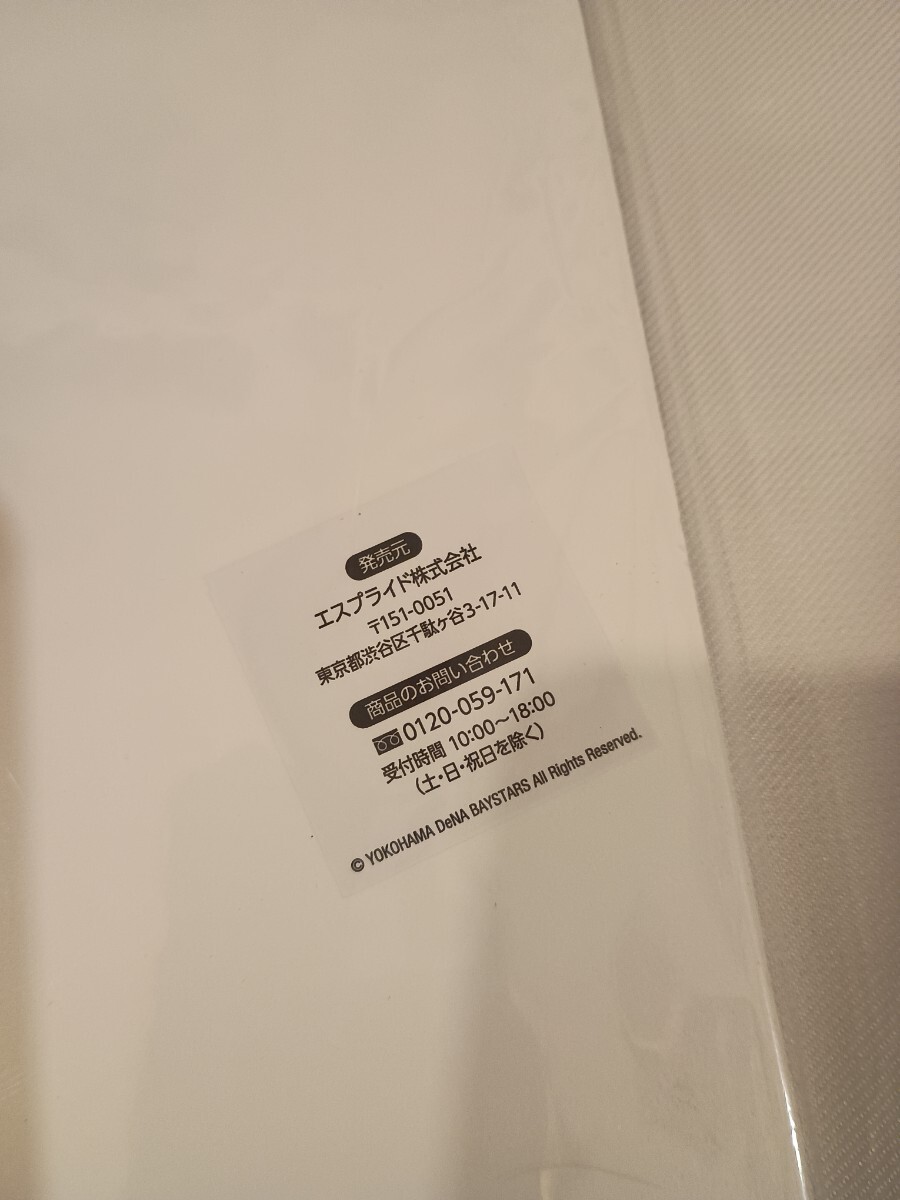 発売元
エスプライド株式会社
〒151-0051
東京都渋谷区千駄ヶ谷3-17-11
商品のお問い合わせ
0120-059-171
受付時間 10:00〜18:00
(土・日・祝日を除く)
© YOKOHAMA DeNA BAYSTARS All Rights Reserved.